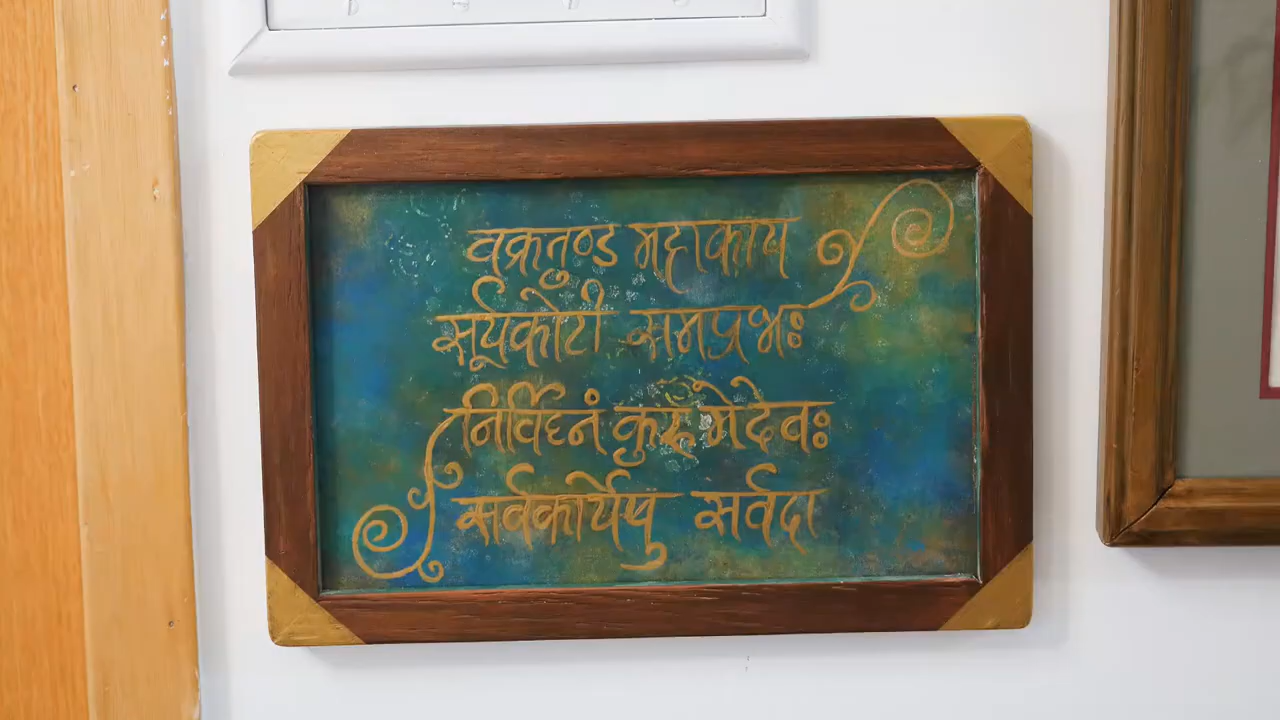 वक्रतुण्ड महाकाय
सूर्यकोटी समप्रभः
निर्विघ्नं कुरु मेदेवः
सर्वकार्येषु सर्वदा